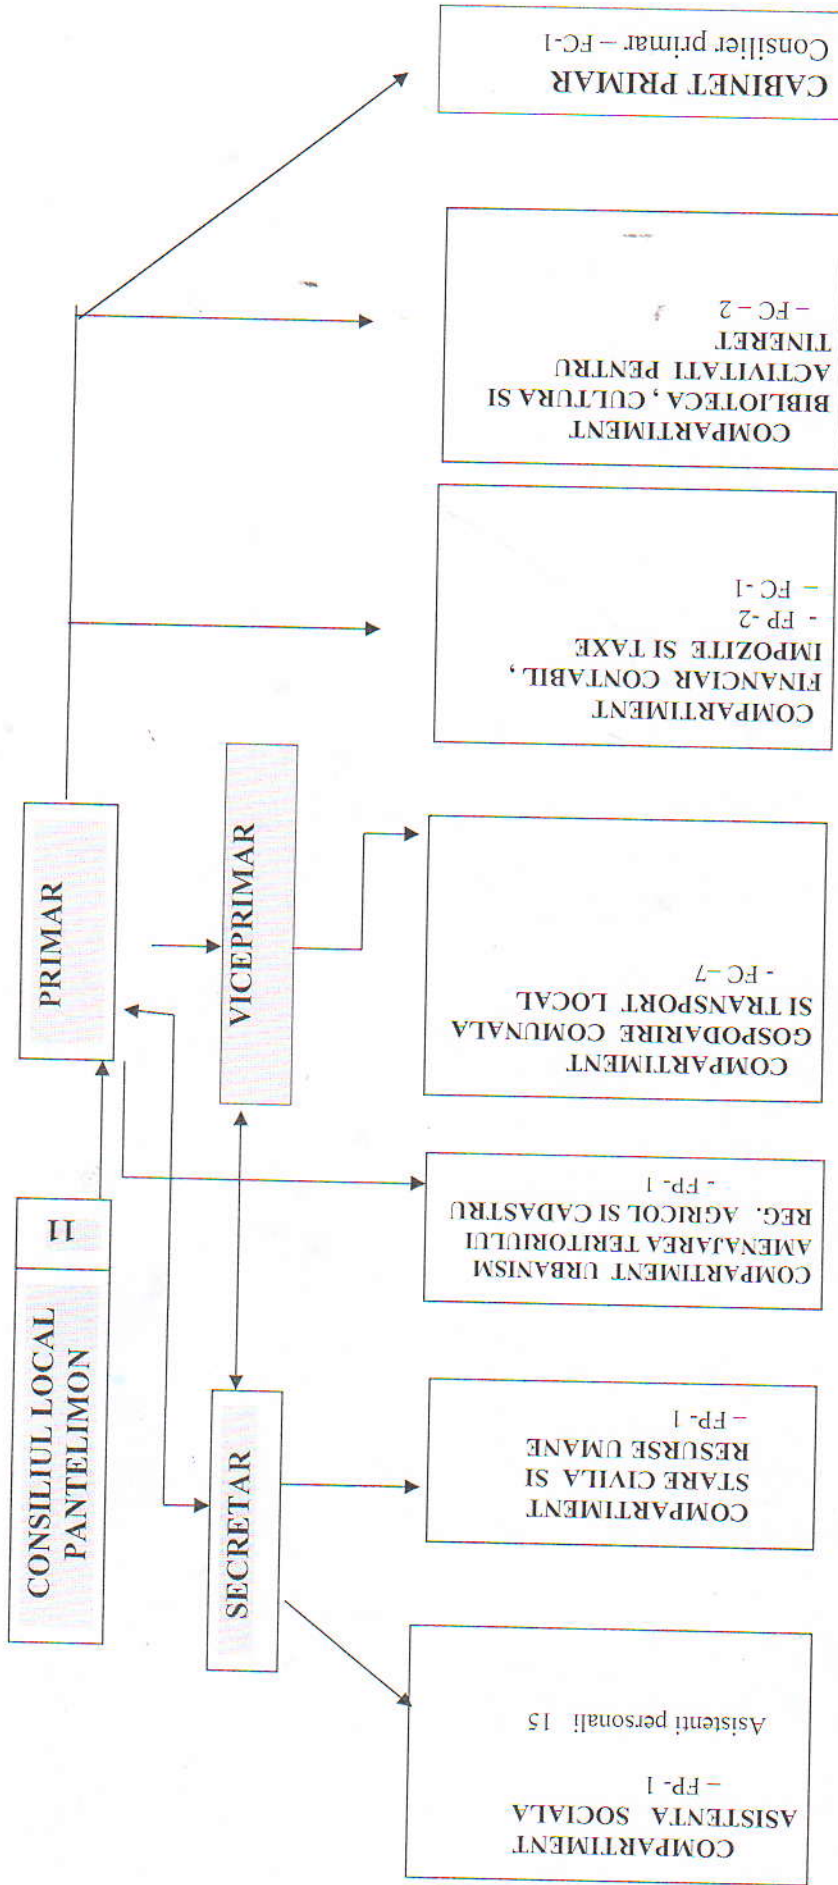 CONSILIUL LOCAL
PANTELIMON
11
PRIMAR
SECRETAR
VICEPRIMAR
COMPARTIMENT
ASISTENTA SOCIALA
– FP- 1
Asistenti personali 15
COMPARTIMENT
STARE CIVILA SI
RESURSE UMANE
– FP- 1
COMPARTIMENT URBANISM
AMENAJAREA TERITORIULUI
REG. AGRICOL SI CADASTRU
- FP- 1
COMPARTIMENT
GOSPODARIRE COMUNALA
SI TRANSPORT LOCAL
- FC –7
COMPARTIMENT
FINANCIAR CONTABIL ,
IMPOZITE SI TAXE
- FP -2
– FC -1
COMPARTIMENT
BIBLIOTECA , CULTURA SI
ACTIVITATI PENTRU
TINERET
– FC – 2
CABINET PRIMAR
Consilier primar – FC-1